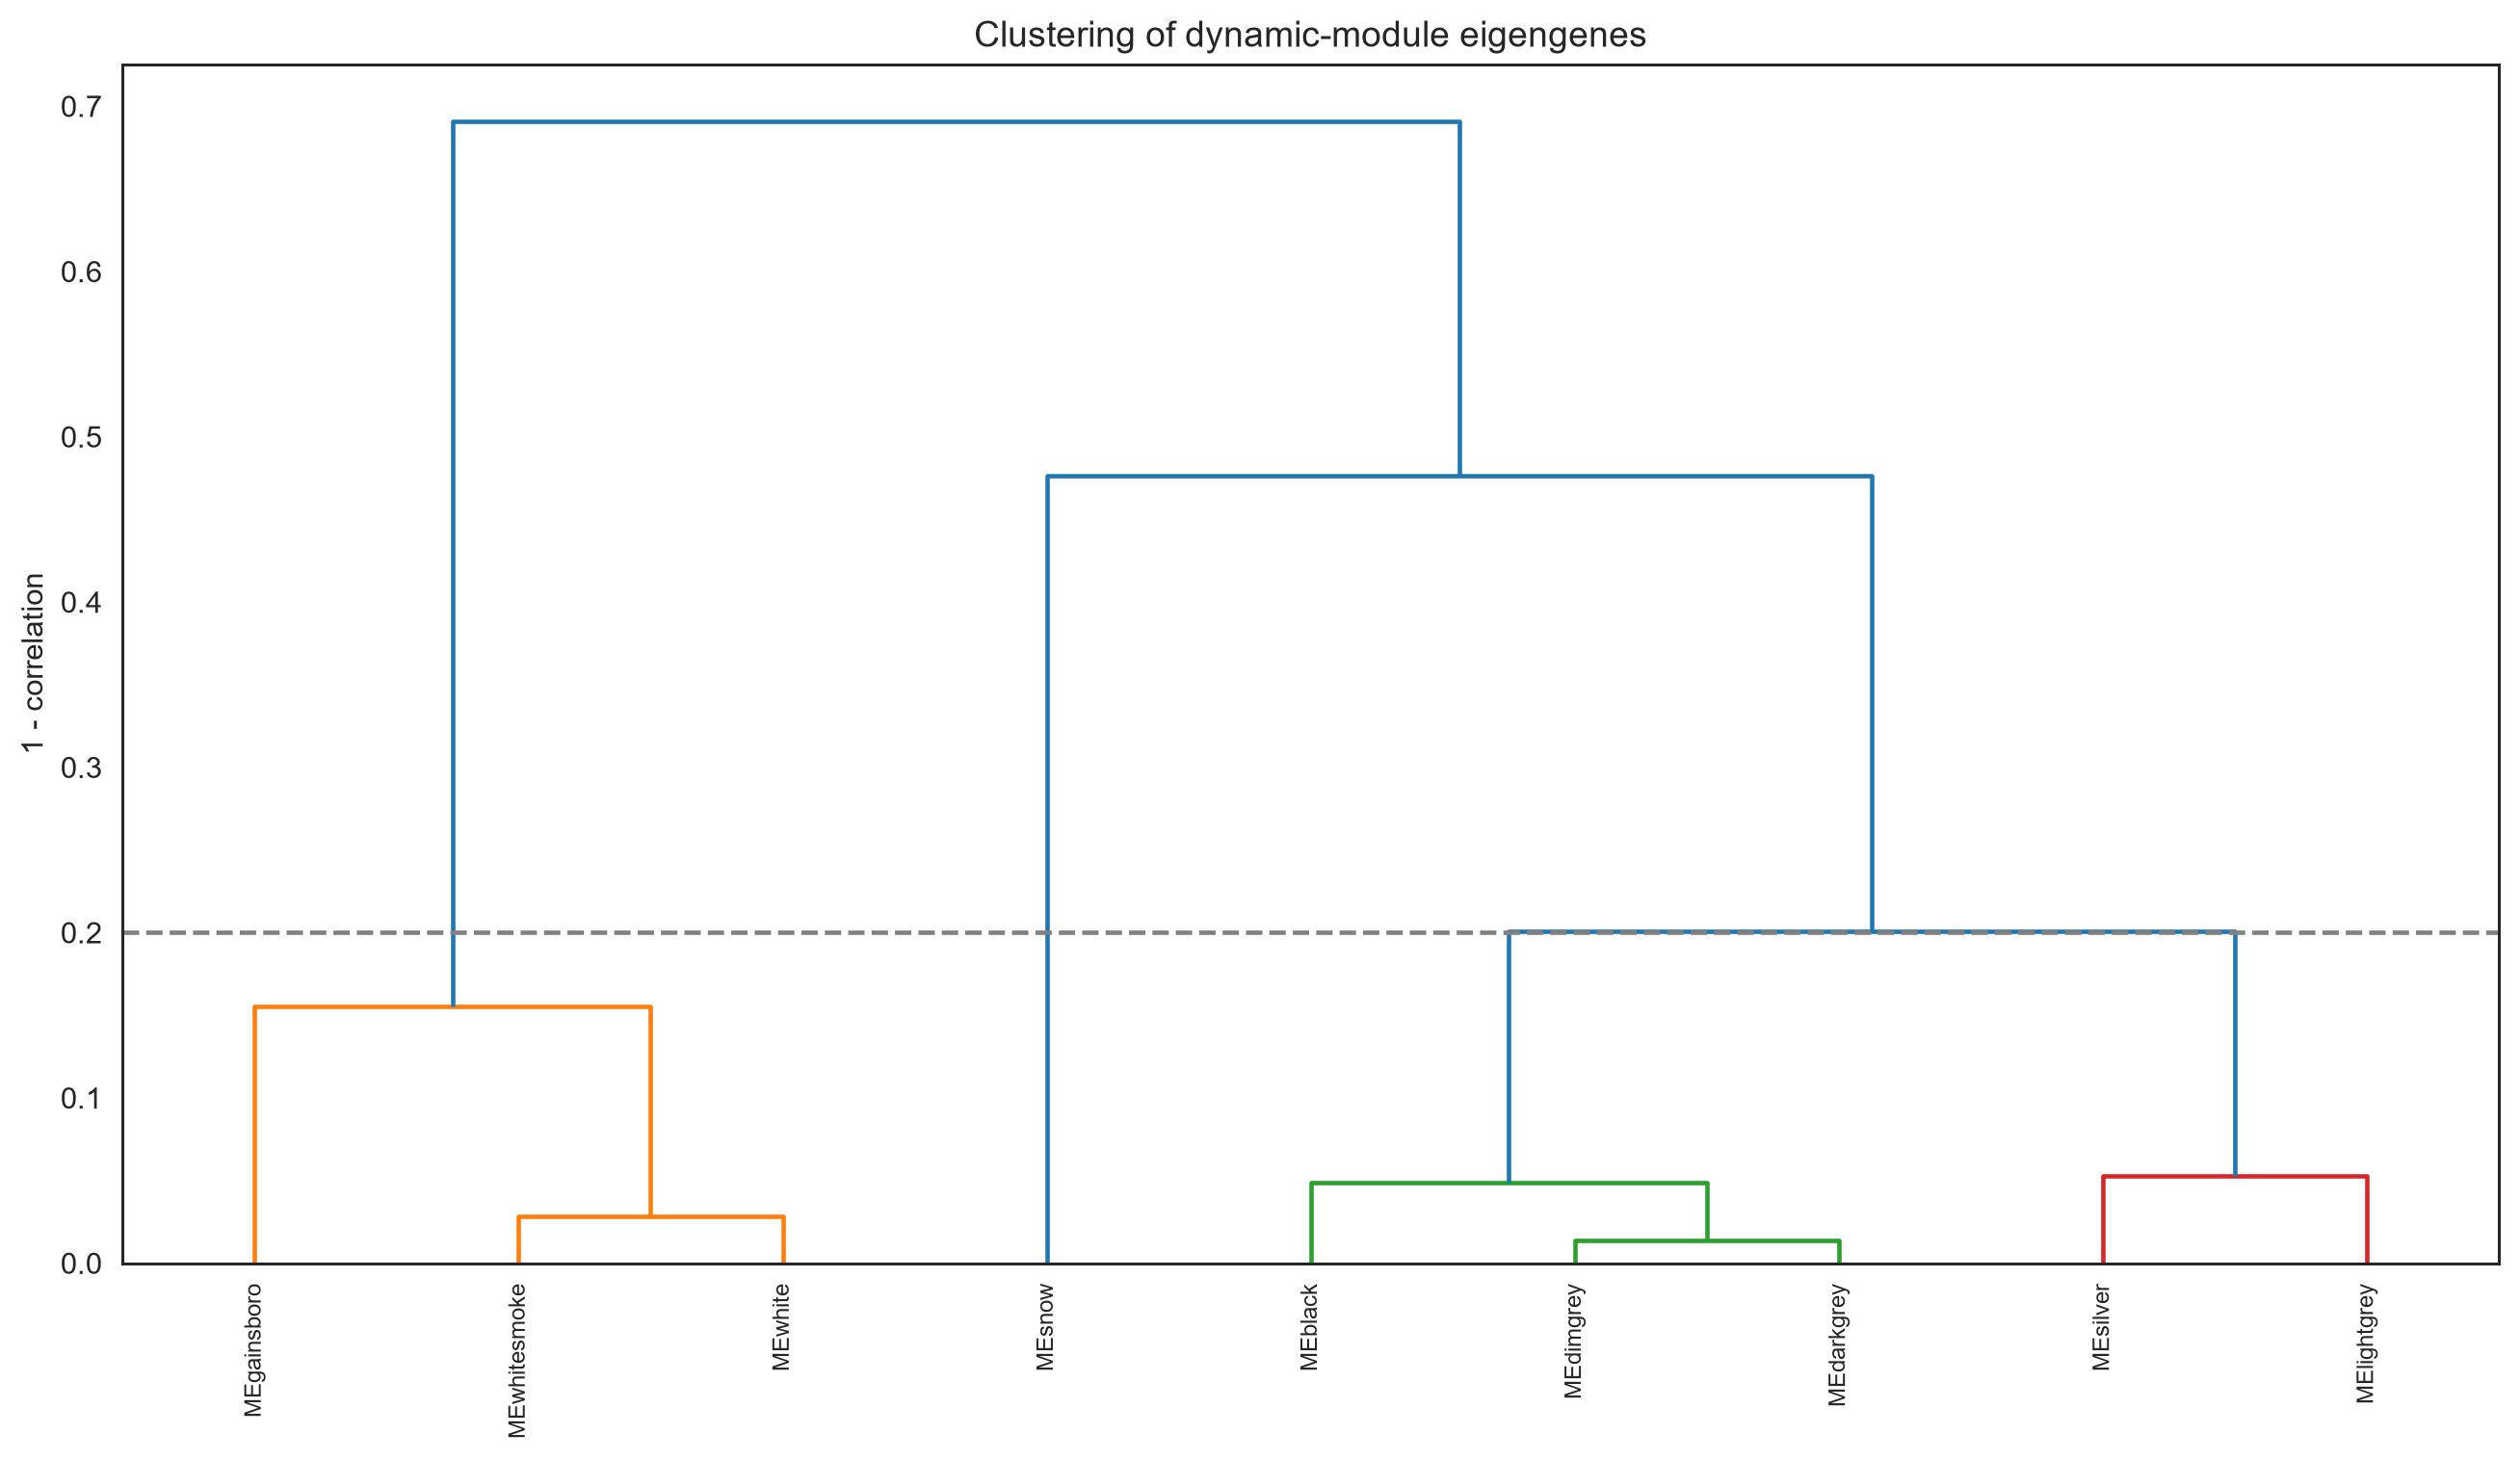 Clustering of dynamic-module eigengenes
1 - correlation
0.7
0.6
0.5
0.4
0.3
0.2
0.1
0.0
MEgainsboro
MEwhitesmoke
MEwhite
MEsnow
MEblack
MEdimgrey
MEdarkgrey
MEsilver
MElightgrey